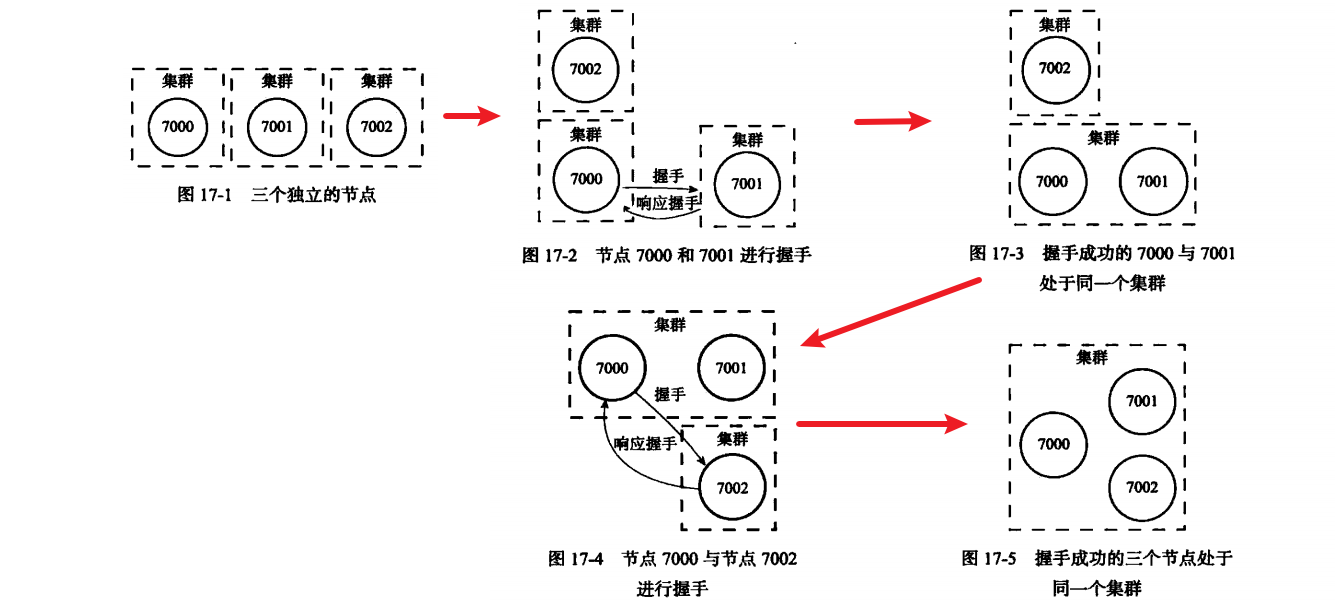 集群
7000
集群
7001
集群
7002
图 17-1 三个独立的节点
集群
7002
集群
7000
握手
响应握手
集群
7001
图 17-2 节点 7000 和 7001 进行握手
集群
7002
集群
7000
7001
图 17-3 握手成功的 7000 与 7001
处于同一个集群
集群
7000
7001
握手
响应握手
集群
7002
图 17-4 节点 7000 与节点 7002
进行握手
集群
7001
7000
7002
图 17-5 握手成功的三个节点处于
同一个集群